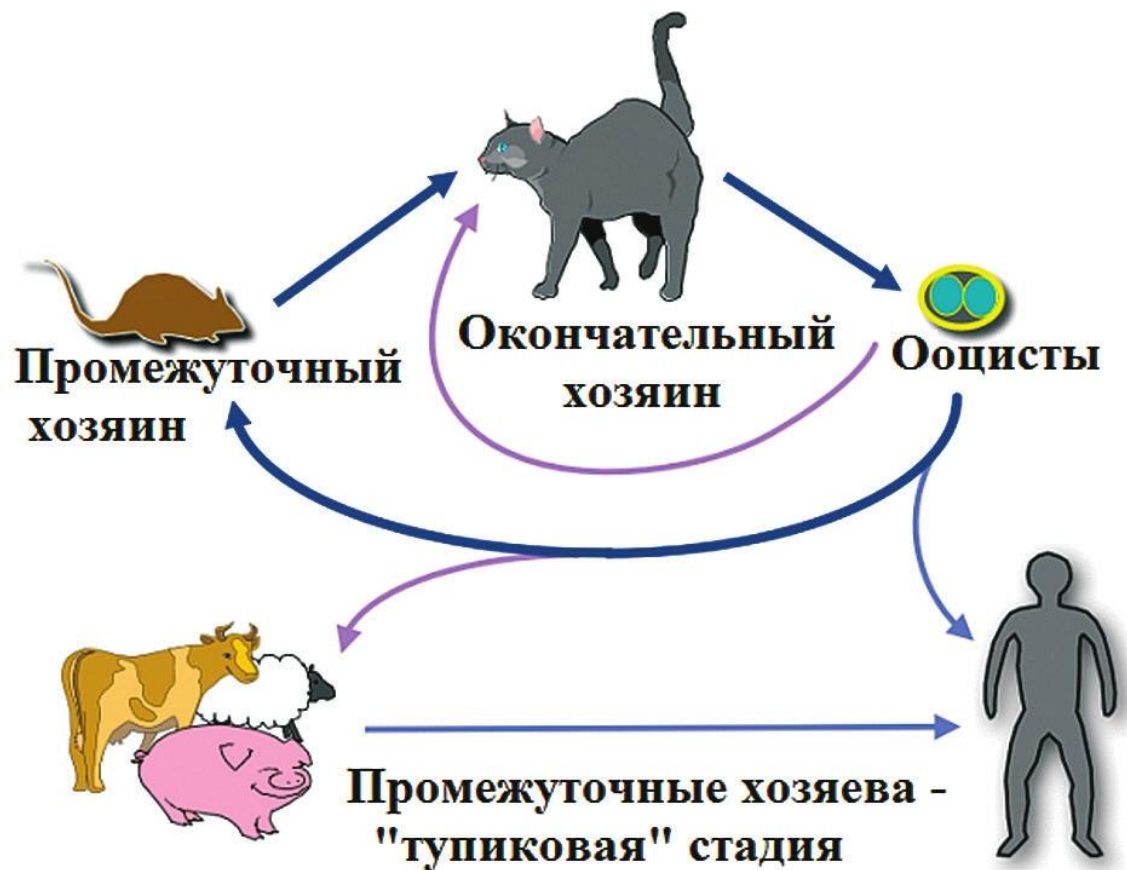 Промежуточный
хозяин
Окончательный
хозяин
Ооцисты
Промежуточные хозяева -
"тупиковая" стадия